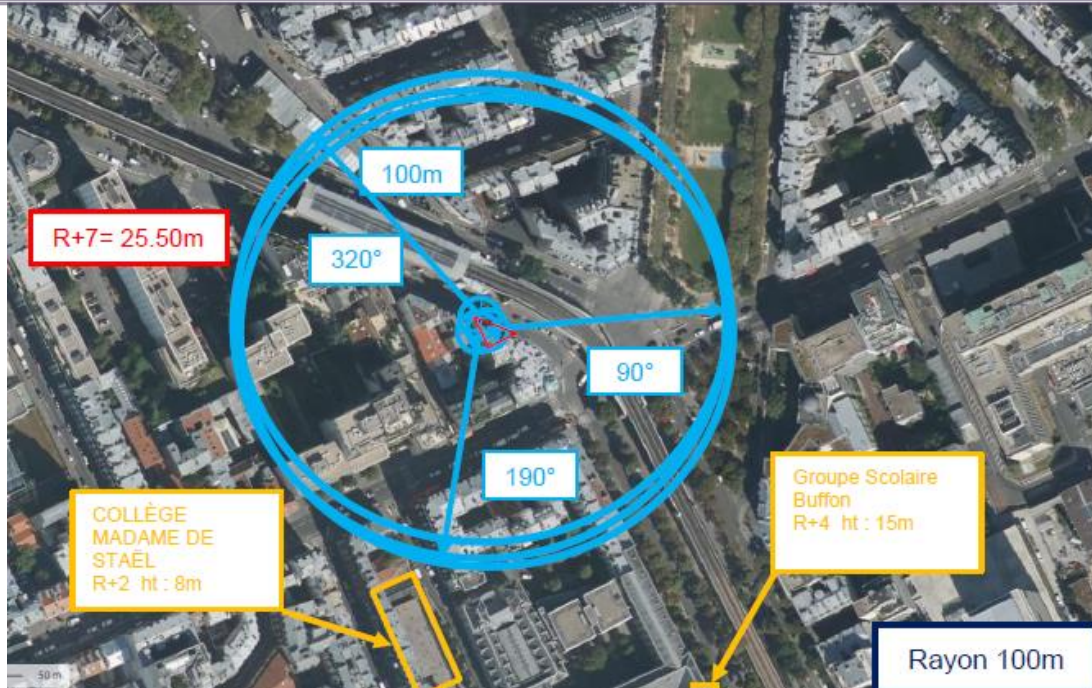 100m
R+7= 25.50m
320°
90°
190°
COLLÈGE
MADAME DE
STAËL
R+2 ht : 8m
Groupe Scolaire
Buffon
R+4 ht : 15m
Rayon 100m
50 m